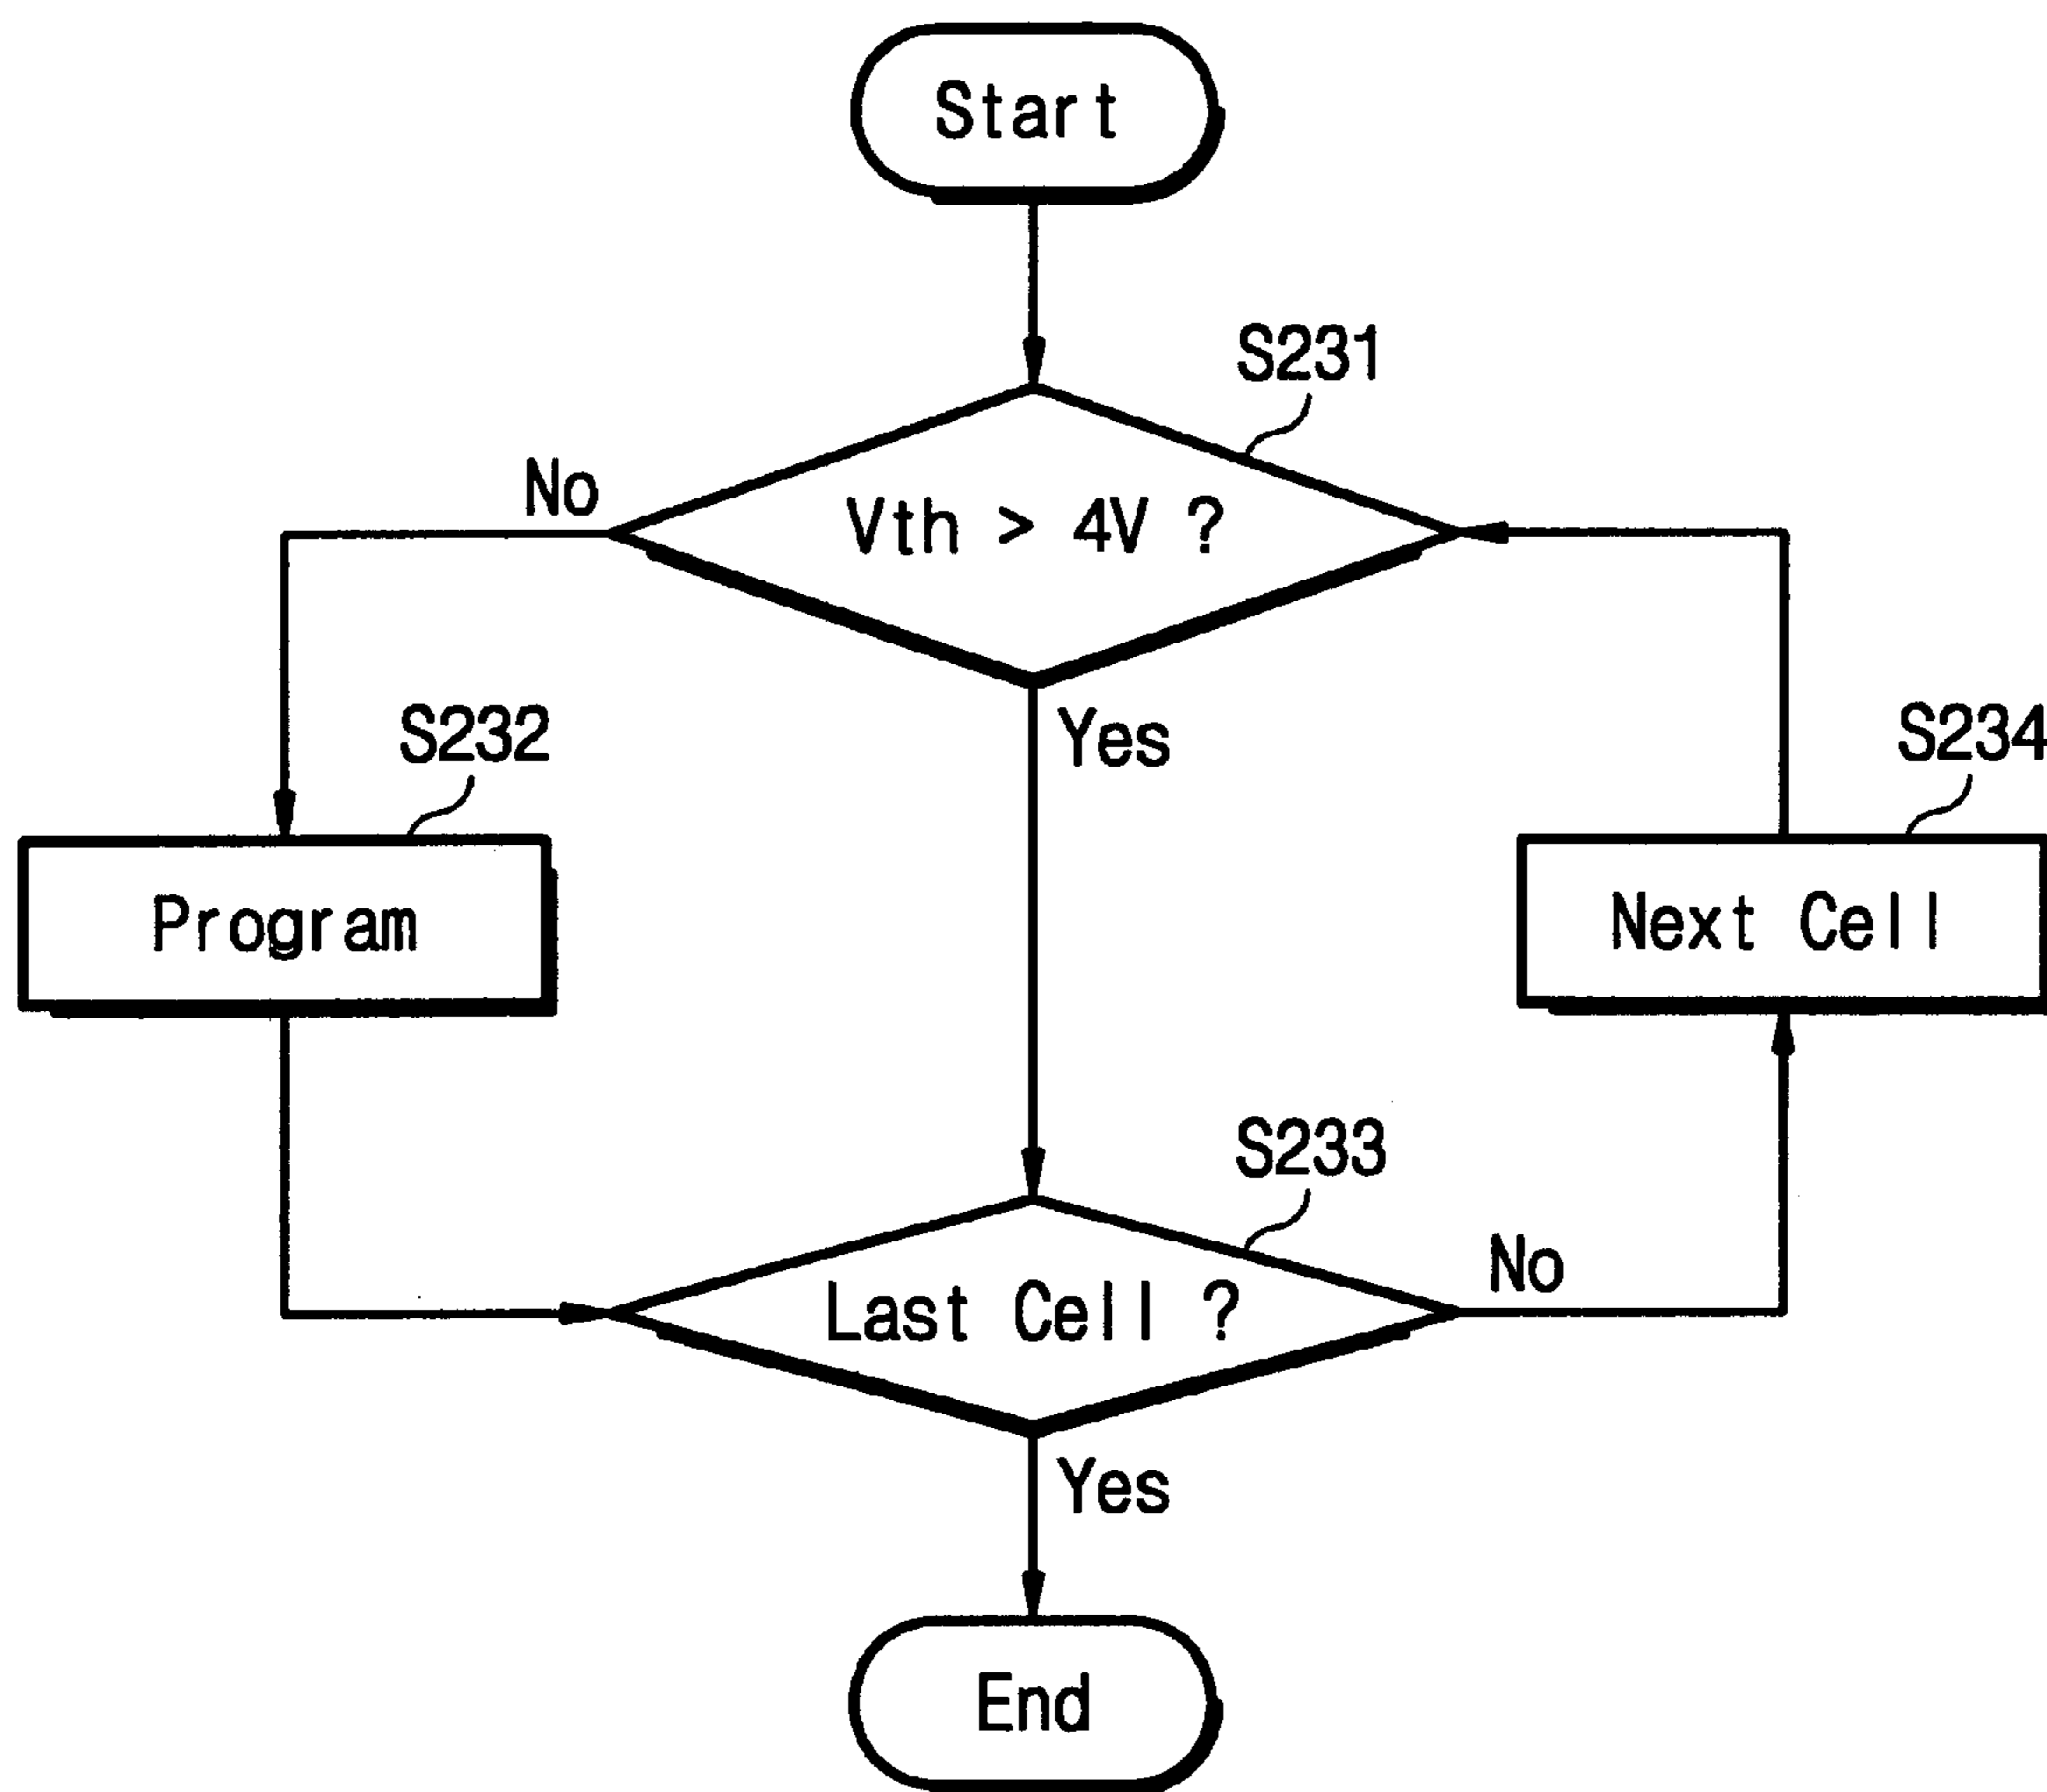 Start
S231
No
Vth > 4V ?
Yes
S232
S234
Program
Next Cell
S233
Last Cell ?
No
Yes
End